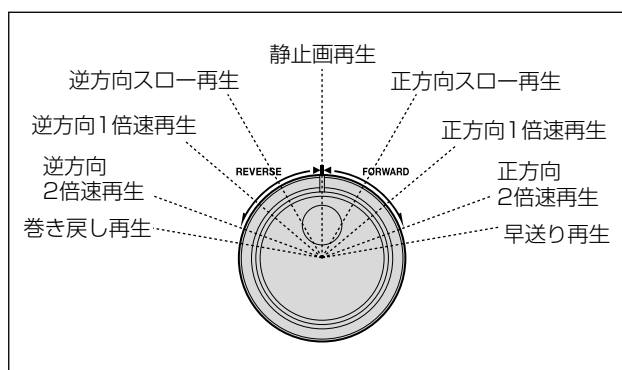 静止画再生
逆方向スロー再生
正方向スロー再生
逆方向1倍速再生
正方向1倍速再生
REVERSE
FORWARD
逆方向
2倍速再生
正方向
2倍速再生
巻き戻し再生
早送り再生